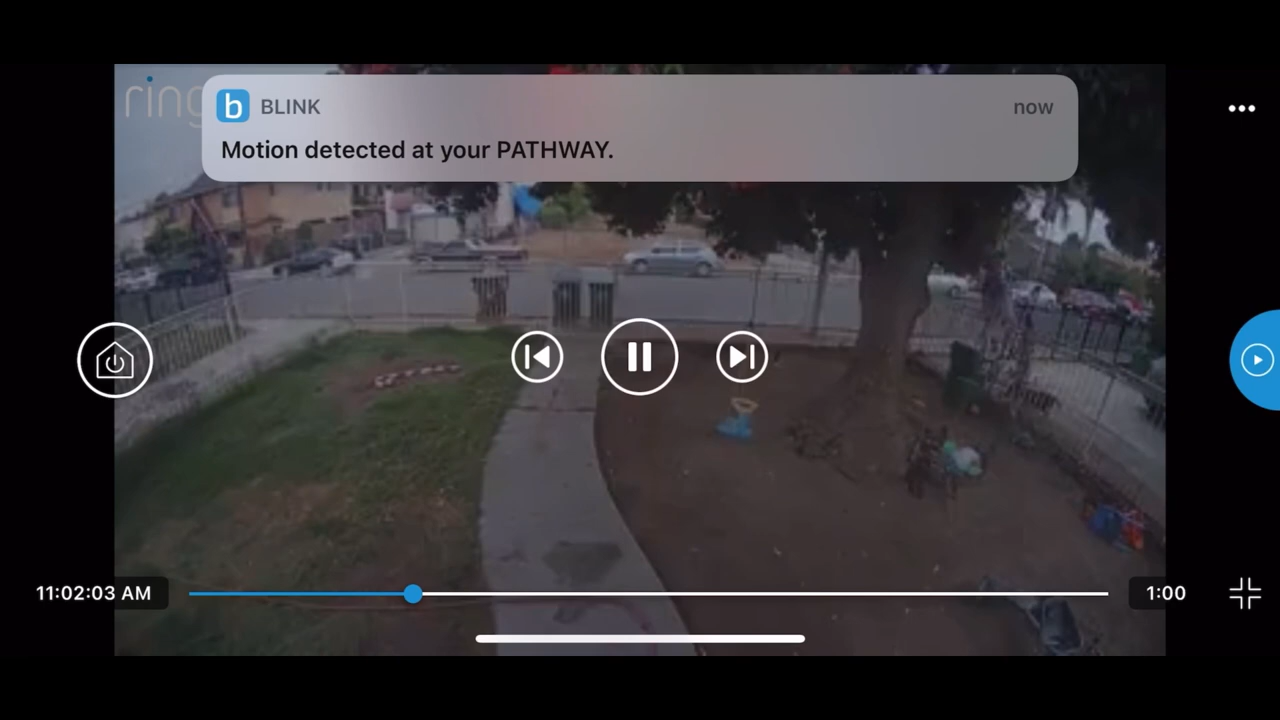 ring
b BLINK
now
Motion detected at your PATHWAY.
11:02:03 AM
1:00